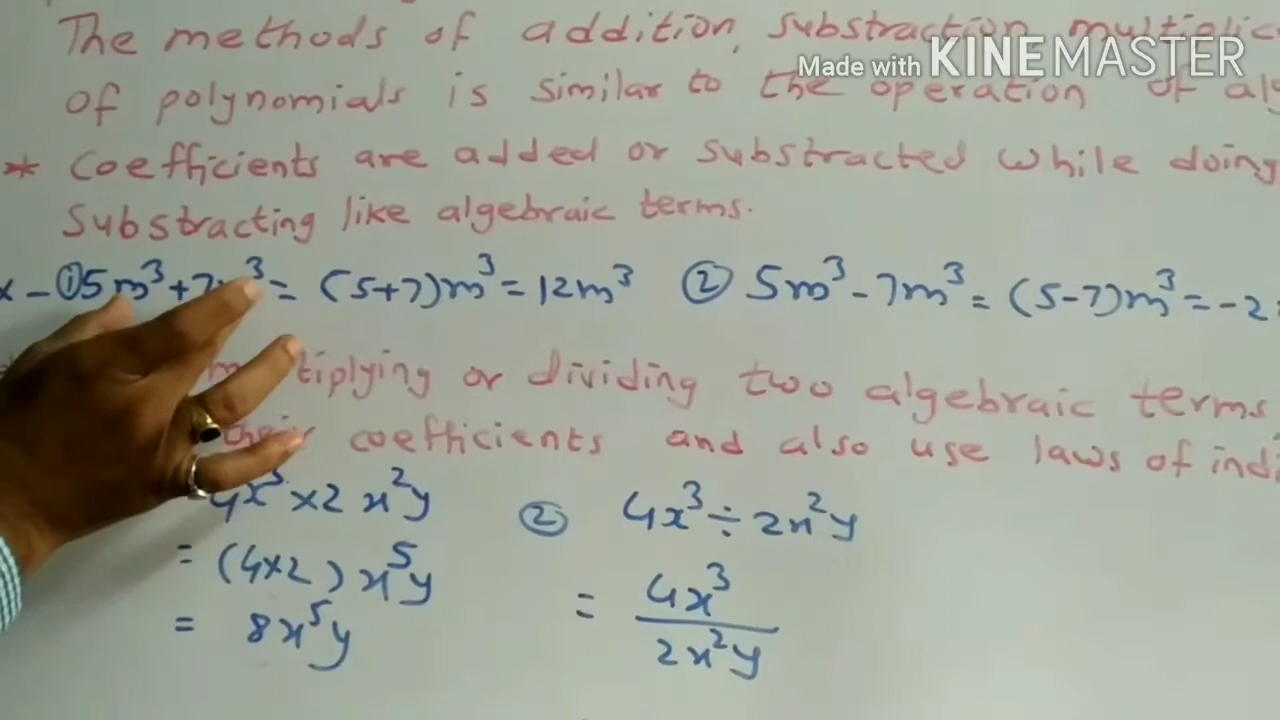 The methods of addition, substraction
of polynomials is similar to the operation of
Made with KINEMASTER
* Coefficients are added or substracted while doing
Substracting like algebraic terms.
x - ① 5m³ + 7m³ = (5+7)m³ = 12m³ ② 5m³ - 7m³ = (5-7)m³ = -2
tiplying or dividing two algebraic terms
their coefficients and also use laws of indi
4x³ × 2x²y ② 4x³ ÷ 2x²y
= (4×2) x⁵y
= 8x⁵y
= 4x³
2x²y